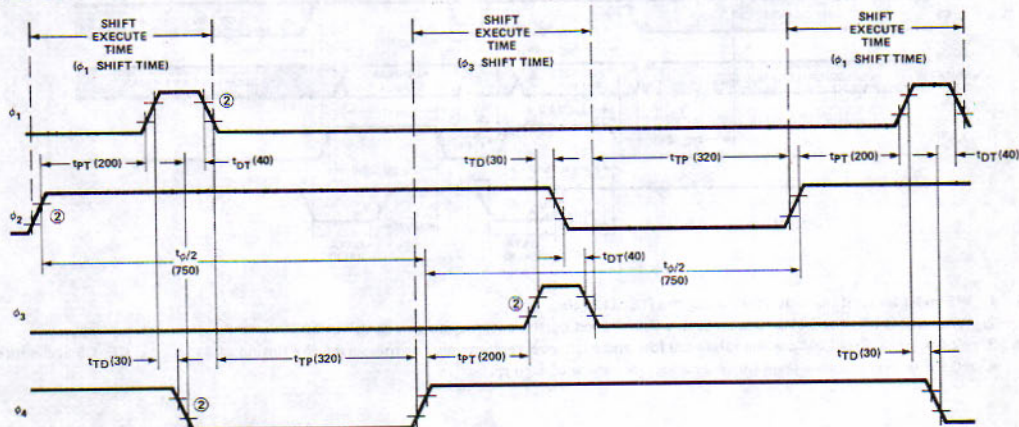 SHIFT
EXECUTE
TIME
(ϕ1 SHIFT TIME)
SHIFT
EXECUTE
TIME
(ϕ3 SHIFT TIME)
SHIFT
EXECUTE
TIME
(ϕ1 SHIFT TIME)
ϕ1
②
tPT (200)
tDT(40)
tTD(30)
tTP(320)
tPT(200)
tDT(40)
ϕ2
②
tϕ/2
(750)
tDT(40)
tϕ/2
(750)
ϕ3
②
tTD(30)
tTP(320)
tPT(200)
tTD(30)
ϕ4
②